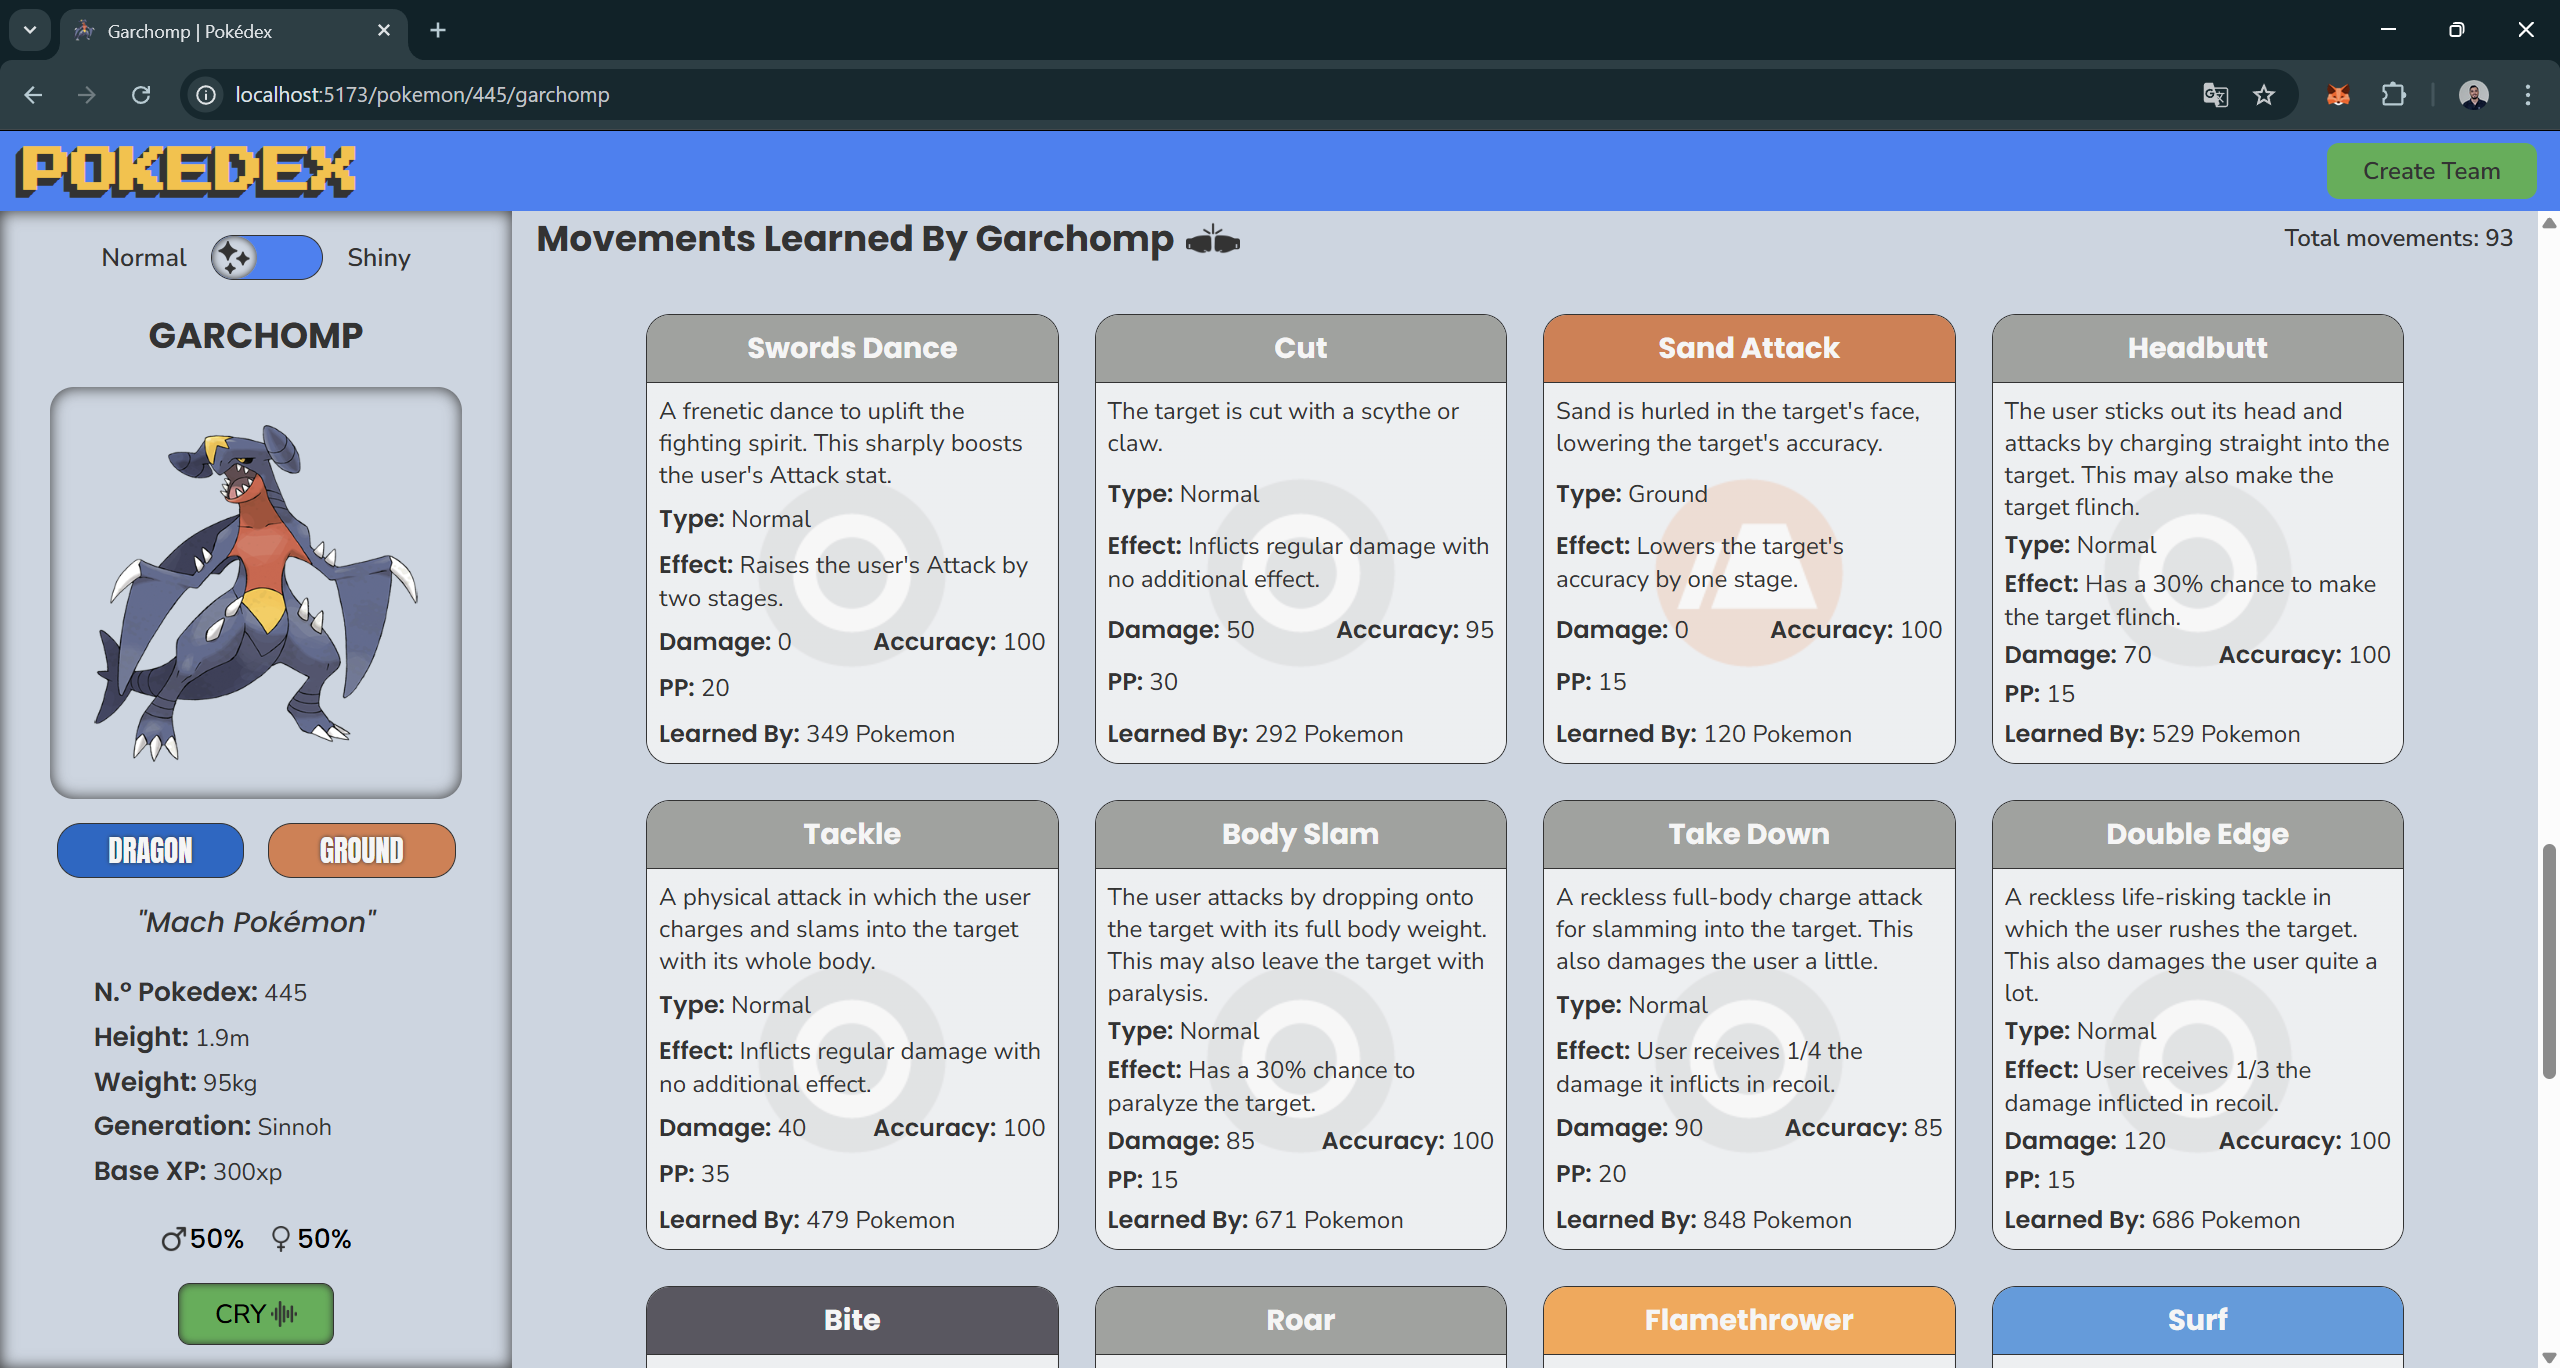 Garchomp | Pokédex
localhost:5173/pokemon/445/garchomp
POKEDEX
Create Team
Normal
Shiny
GARCHOMP
DRAGON
GROUND
"Mach Pokémon"
N.º Pokedex: 445
Height: 1.9m
Weight: 95kg
Generation: Sinnoh
Base XP: 300xp
♂50% ♀50%
CRY
Movements Learned By Garchomp
Total movements: 93
Swords Dance
A frenetic dance to uplift the
fighting spirit. This sharply boosts
the user's Attack stat.
Type: Normal
Effect: Raises the user's Attack by
two stages.
Damage: 0 Accuracy: 100
PP: 20
Learned By: 349 Pokemon
Cut
The target is cut with a scythe or
claw.
Type: Normal
Effect: Inflicts regular damage with
no additional effect.
Damage: 50 Accuracy: 95
PP: 30
Learned By: 292 Pokemon
Sand Attack
Sand is hurled in the target's face,
lowering the target's accuracy.
Type: Ground
Effect: Lowers the target's
accuracy by one stage.
Damage: 0 Accuracy: 100
PP: 15
Learned By: 120 Pokemon
Headbutt
The user sticks out its head and
attacks by charging straight into the
target. This may also make the
target flinch.
Type: Normal
Effect: Has a 30% chance to make
the target flinch.
Damage: 70 Accuracy: 100
PP: 15
Learned By: 529 Pokemon
Tackle
A physical attack in which the user
charges and slams into the target
with its whole body.
Type: Normal
Effect: Inflicts regular damage with
no additional effect.
Damage: 40 Accuracy: 100
PP: 35
Learned By: 479 Pokemon
Body Slam
The user attacks by dropping onto
the target with its full body weight.
This may also leave the target with
paralysis.
Type: Normal
Effect: Has a 30% chance to
paralyze the target.
Damage: 85 Accuracy: 100
PP: 15
Learned By: 671 Pokemon
Take Down
A reckless full-body charge attack
for slamming into the target. This
also damages the user a little.
Type: Normal
Effect: User receives 1/4 the
damage it inflicts in recoil.
Damage: 90 Accuracy: 85
PP: 20
Learned By: 848 Pokemon
Double Edge
A reckless life-risking tackle in
which the user rushes the target.
This also damages the user quite a
lot.
Type: Normal
Effect: User receives 1/3 the
damage inflicted in recoil.
Damage: 120 Accuracy: 100
PP: 15
Learned By: 686 Pokemon
Bite
Roar
Flamethrower
Surf